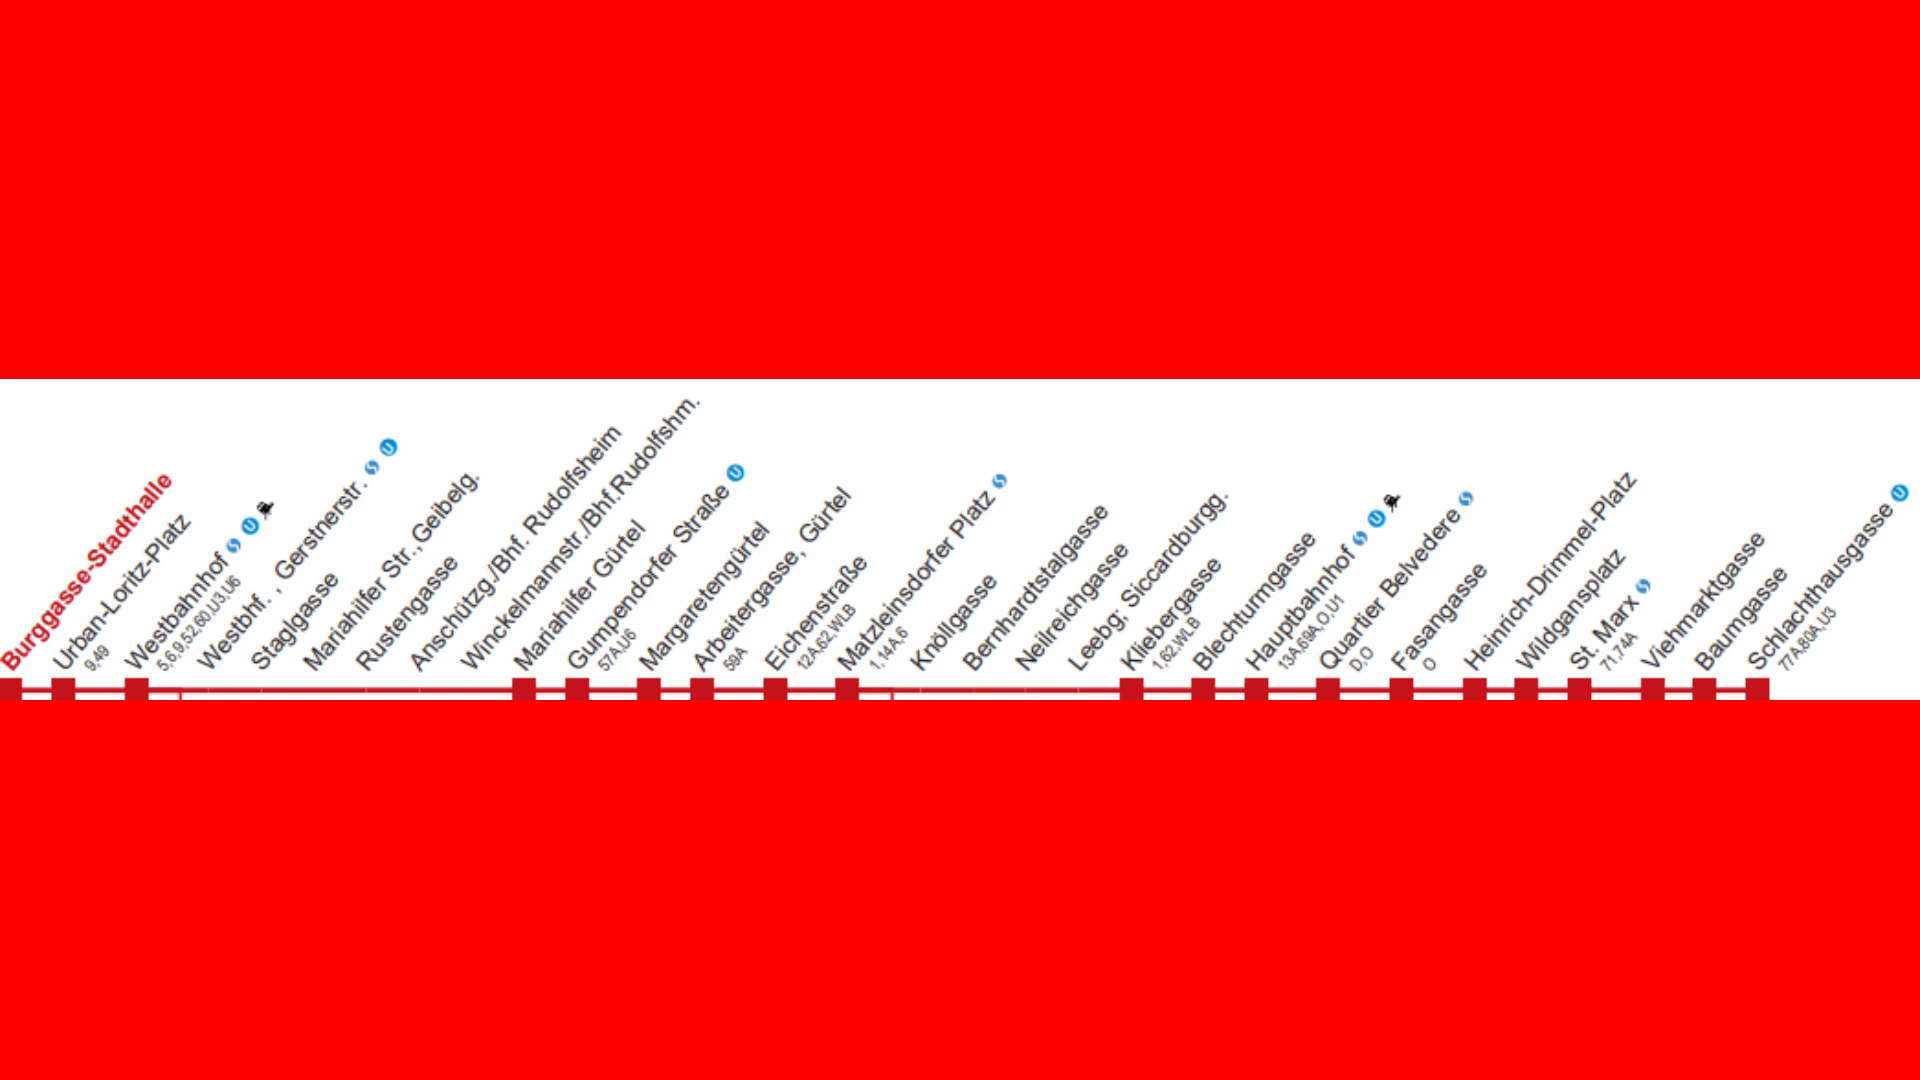 Burggasse-Stadthalle
Urban-Loritz-Platz
9,49
Westbahnhof
5,6,9,52,60,U3,U6
Westbhf. , Gerstnerstr.
Staglgasse
Mariahilfer Str.,Geibelg.
Rustengasse
Anschützg./Bhf. Rudolfsheim
Winckelmannstr./Bhf.Rudolfshm.
Mariahilfer Gürtel
Gumpendorfer Straße
57A,U6
Margaretengürtel
Arbeitergasse, Gürtel
59A
Eichenstraße
12A,62,WLB
Matzleinsdorfer Platz
1,14A,6
Knöllgasse
Bernhardtstalgasse
Neilreichgasse
Leebg; Siccardburgg.
Kliebergasse
1,62,WLB
Blechturmgasse
Hauptbahnhof
13A,69A,O,U1
Quartier Belvedere
D,O
Fasangasse
O
Heinrich-Drimmel-Platz
Wildgansplatz
St. Marx
71,74A
Viehmarktgasse
Baumgasse
Schlachthausgasse
77A,80A,U3